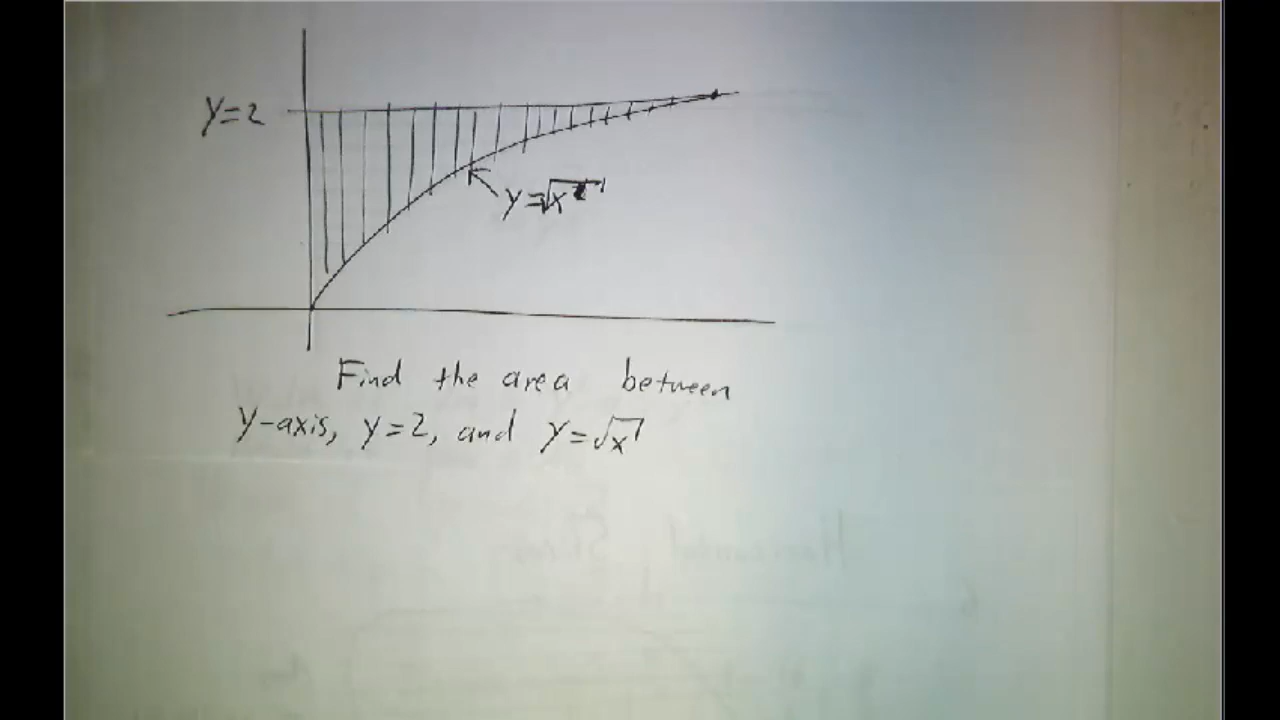 y=2
y=√x
Find the area between
y-axis, y=2, and y=√x